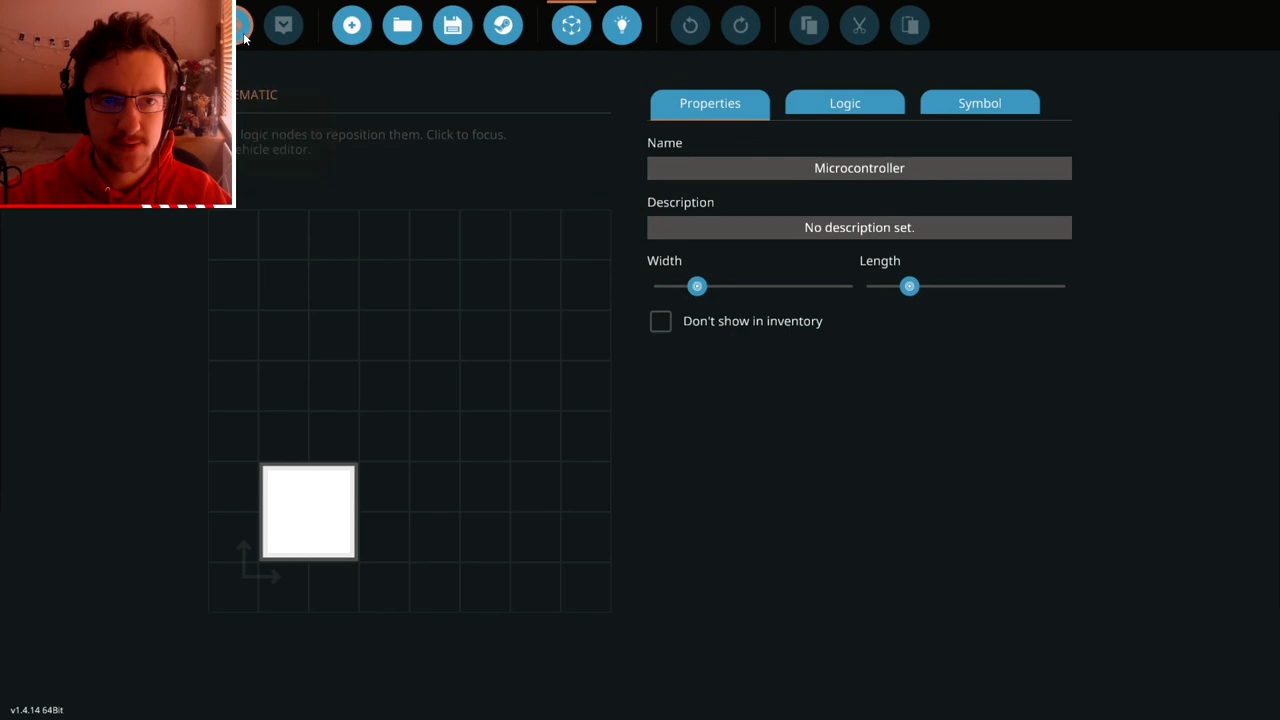 EMATIC
logic nodes to reposition them. Click to focus.
ehicle editor.
Properties
Logic
Symbol
Name
Microcontroller
Description
No description set.
Width
Length
Don't show in inventory
v1.4.14 64Bit